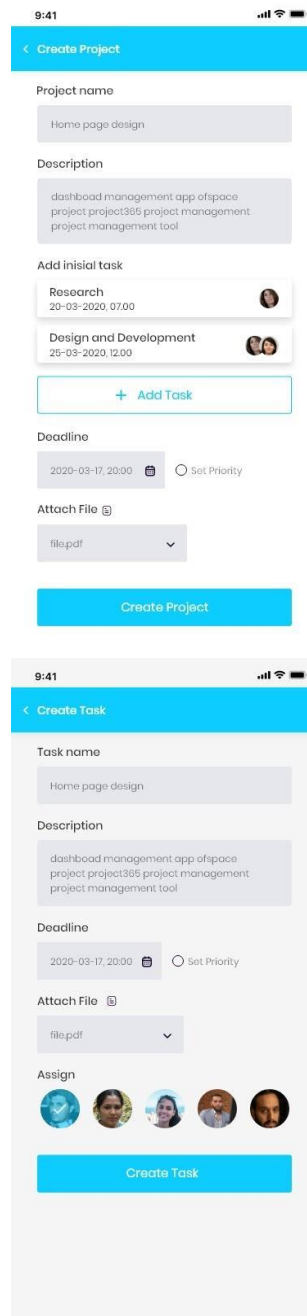 9:41
Create Project
Project name
Home page design
Description
dashboad management app ofspace
project project365 project management
project management tool
Add inisial task
Research
20-03-2020, 07.00
Design and Development
25-03-2020, 12.00
+ Add Task
Deadline
2020-03-17, 20:00 Set Priority
Attach File
file.pdf
Create Project
9:41
Create Task
Task name
Home page design
Description
dashboad management app ofspace
project project365 project management
project management tool
Deadline
2020-03-17, 20:00 Set Priority
Attach File
file.pdf
Assign
Create Task